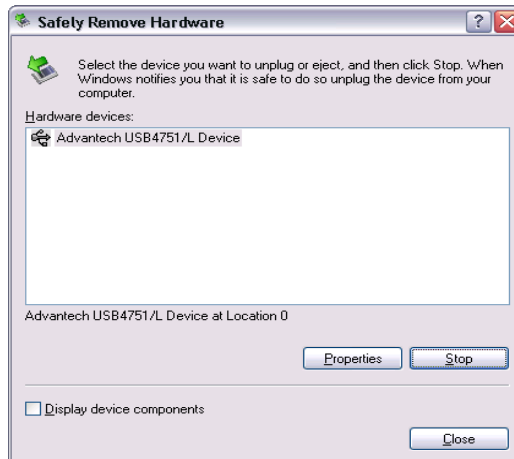 Safely Remove Hardware
Select the device you want to unplug or eject, and then click Stop. When
Windows notifies you that it is safe to do so unplug the device from your
computer.
Hardware devices:
Advantech USB4751/L Device
Advantech USB4751/L Device at Location 0
Properties
Stop
Display device components
Close